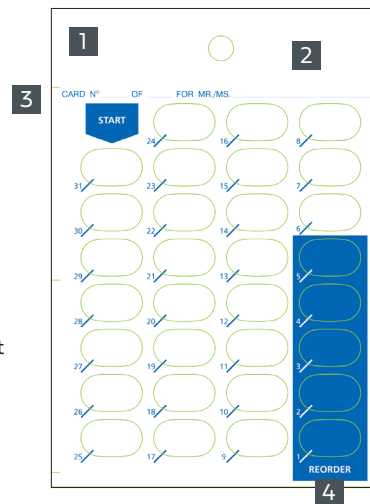 1
2
3
CARD Nº OF FOR MR./MS.
START
24 16 8
31 23 15 7
30 22 14 6
29 21 13 5
28 20 12 4
t
27 19 11 3
26 18 10 2
25 17 9 1
REORDER
4